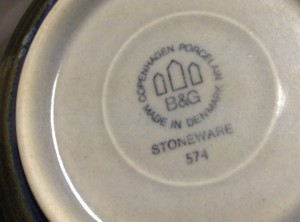 COPENHAGEN PORCELAIN
B&G
MADE IN DENMARK
STONEWARE
574